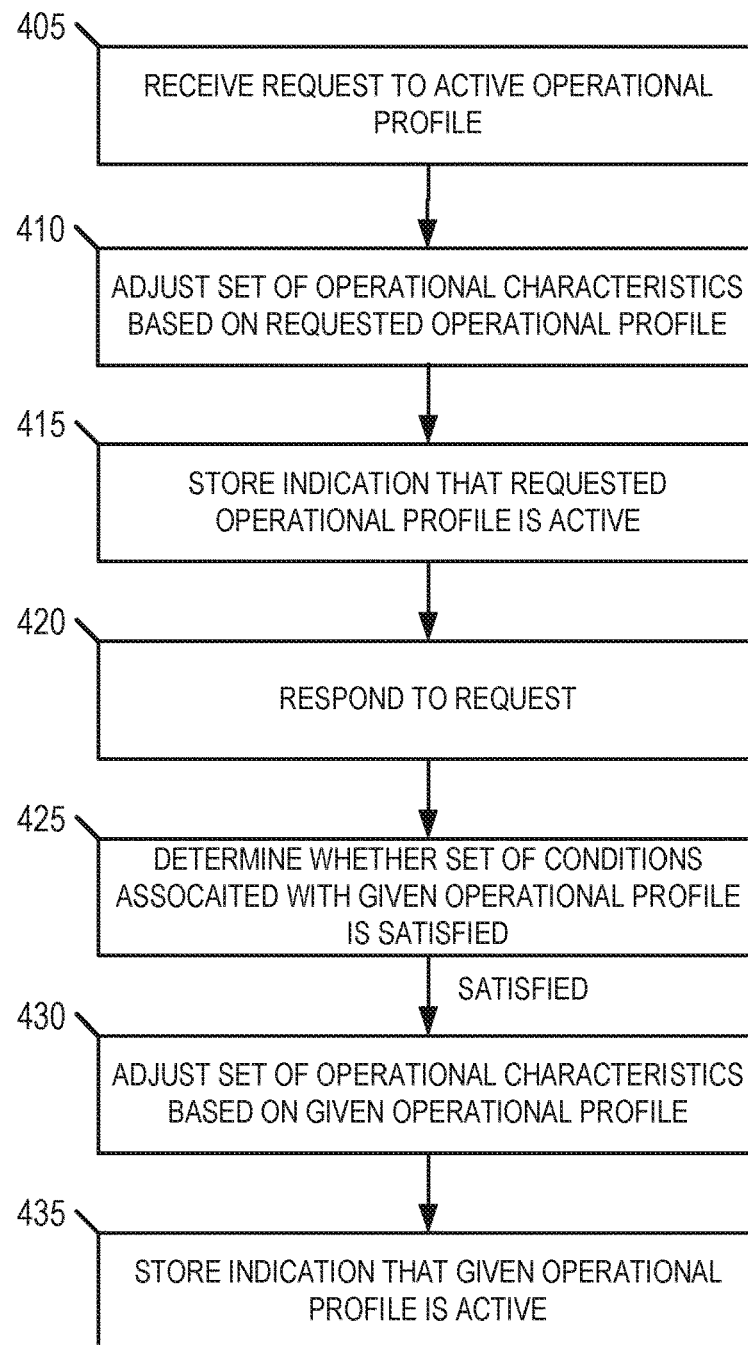 405
RECEIVE REQUEST TO ACTIVE OPERATIONAL
PROFILE
410
ADJUST SET OF OPERATIONAL CHARACTERISTICS
BASED ON REQUESTED OPERATIONAL PROFILE
415
STORE INDICATION THAT REQUESTED
OPERATIONAL PROFILE IS ACTIVE
420
RESPOND TO REQUEST
425
DETERMINE WHETHER SET OF CONDITIONS
ASSOCAITED WITH GIVEN OPERATIONAL PROFILE
IS SATISFIED
SATISFIED
430
ADJUST SET OF OPERATIONAL CHARACTERISTICS
BASED ON GIVEN OPERATIONAL PROFILE
435
STORE INDICATION THAT GIVEN OPERATIONAL
PROFILE IS ACTIVE